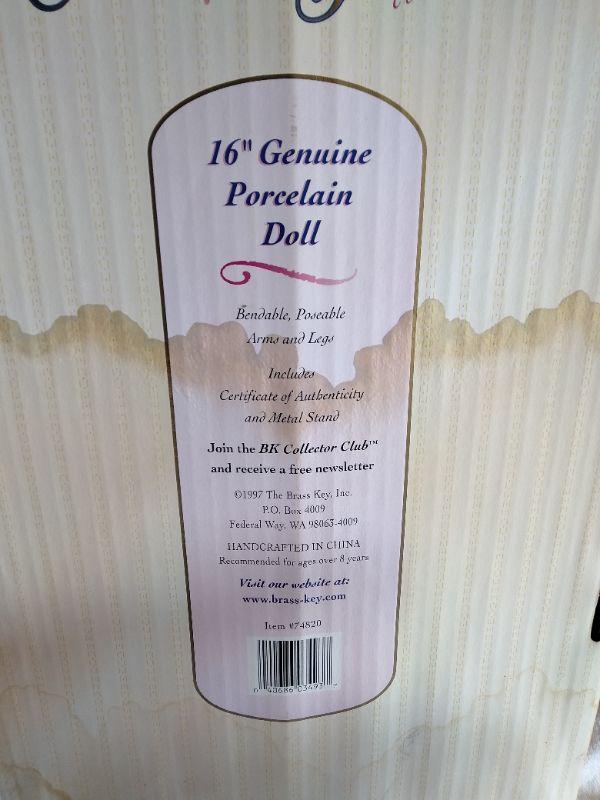 16" Genuine
Porcelain
Doll
Bendable, Poseable
Arms and Legs
Includes
Certificate of Authenticity
and Metal Stand
Join the BK Collector Club™
and receive a free newsletter
©1997 The Brass Key, Inc.
P.O. Box 4009
Federal Way, WA 98063-4009
HANDCRAFTED IN CHINA
Recommended for ages over 8 years
Visit our website at:
www.brass-key.com
Item #74820